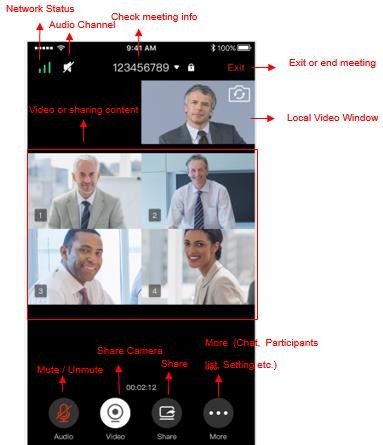 Network Status
Audio Channel
Check meeting info
9:41 AM
100%
123456789
Exit
Exit or end meeting
Video or sharing content
Local Video Window
1
2
3
4
More (Chat, Participants
list, Setting etc.)
Share Camera
Mute / Unmute
Share
00:02:12
Audio
Video
Share
More